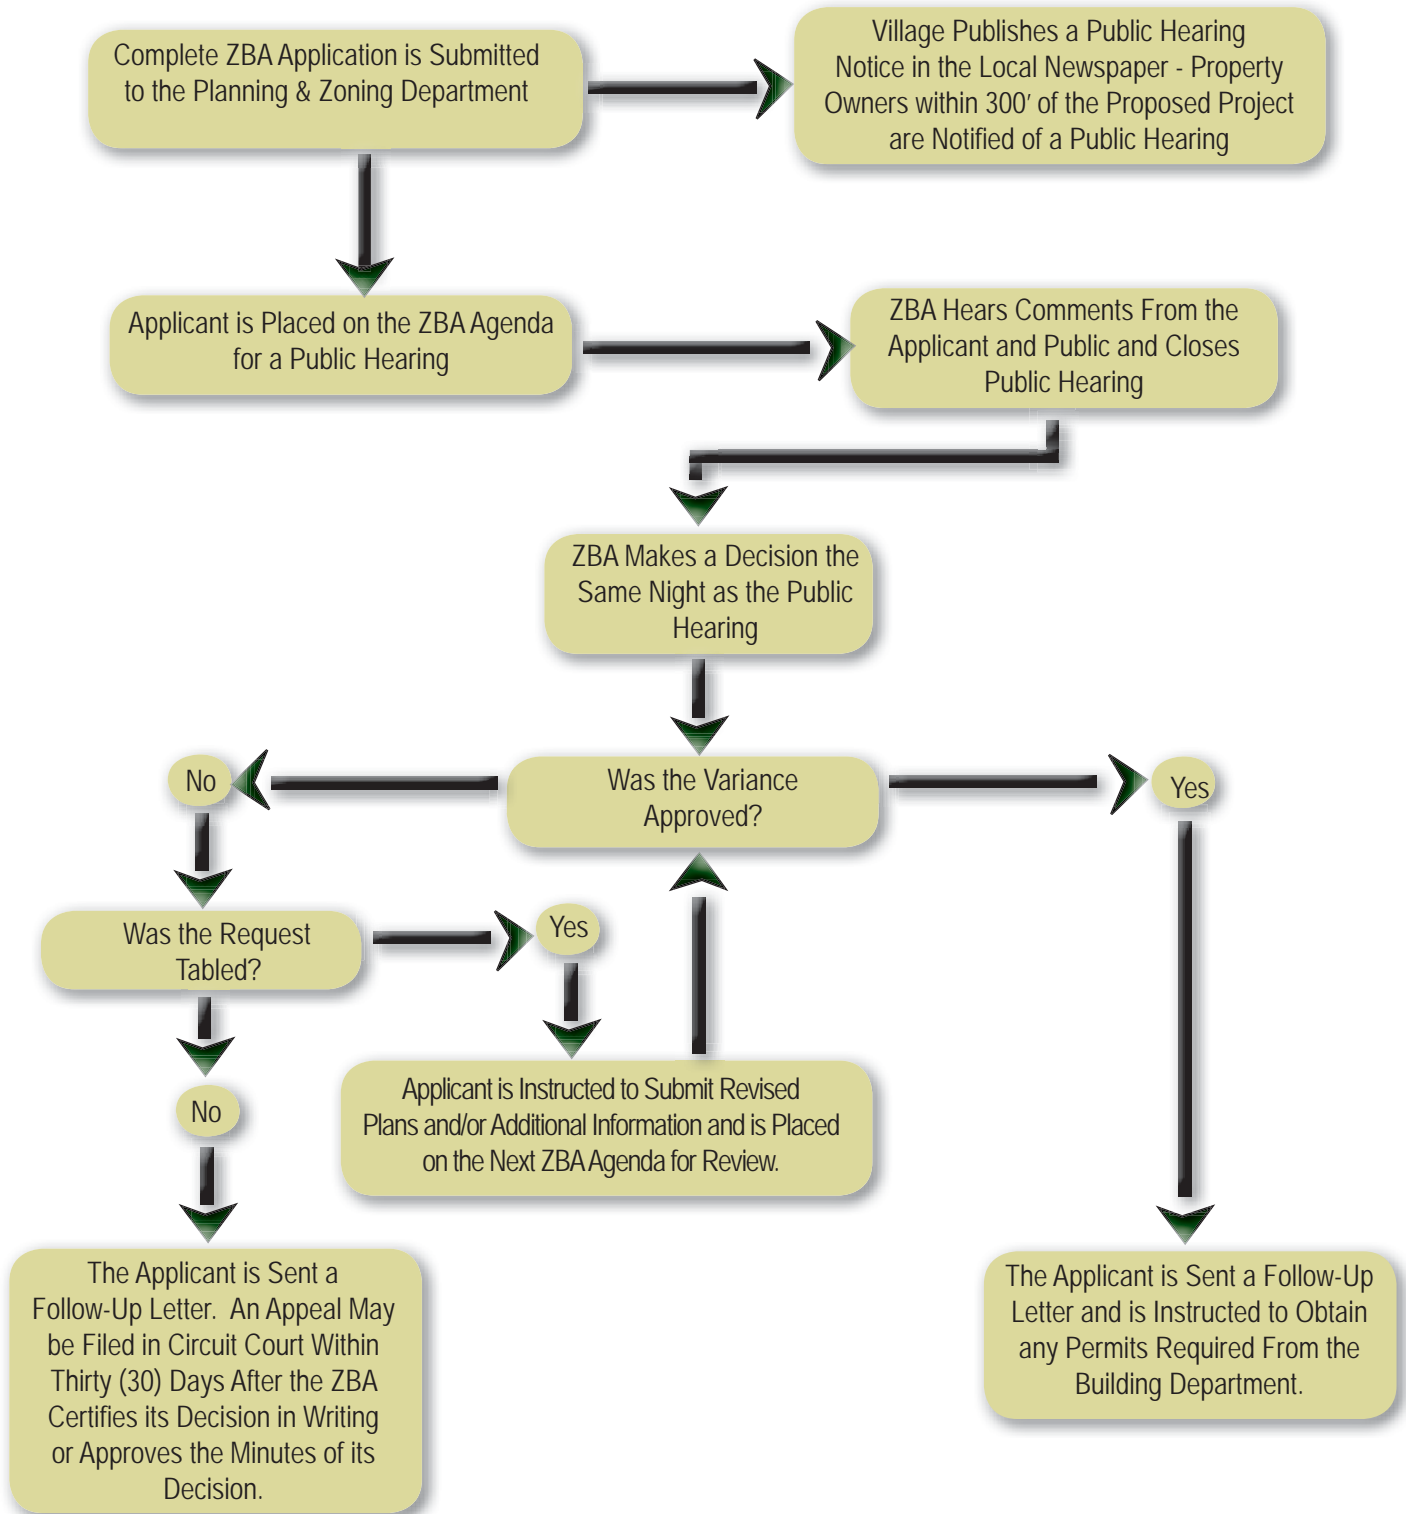 Complete ZBA Application is Submitted
to the Planning & Zoning Department
Village Publishes a Public Hearing
Notice in the Local Newspaper - Property
Owners within 300' of the Proposed Project
are Notified of a Public Hearing
Applicant is Placed on the ZBA Agenda
for a Public Hearing
ZBA Hears Comments From the
Applicant and Public and Closes
Public Hearing
ZBA Makes a Decision the
Same Night as the Public
Hearing
Was the Variance
Approved?
No
Yes
Was the Request
Tabled?
Yes
No
Applicant is Instructed to Submit Revised
Plans and/or Additional Information and is Placed
on the Next ZBA Agenda for Review.
The Applicant is Sent a
Follow-Up Letter.  An Appeal May
be Filed in Circuit Court Within
Thirty (30) Days After the ZBA
Certifies its Decision in Writing
or Approves the Minutes of its
Decision.
The Applicant is Sent a Follow-Up
Letter and is Instructed to Obtain
any Permits Required From the
Building Department.